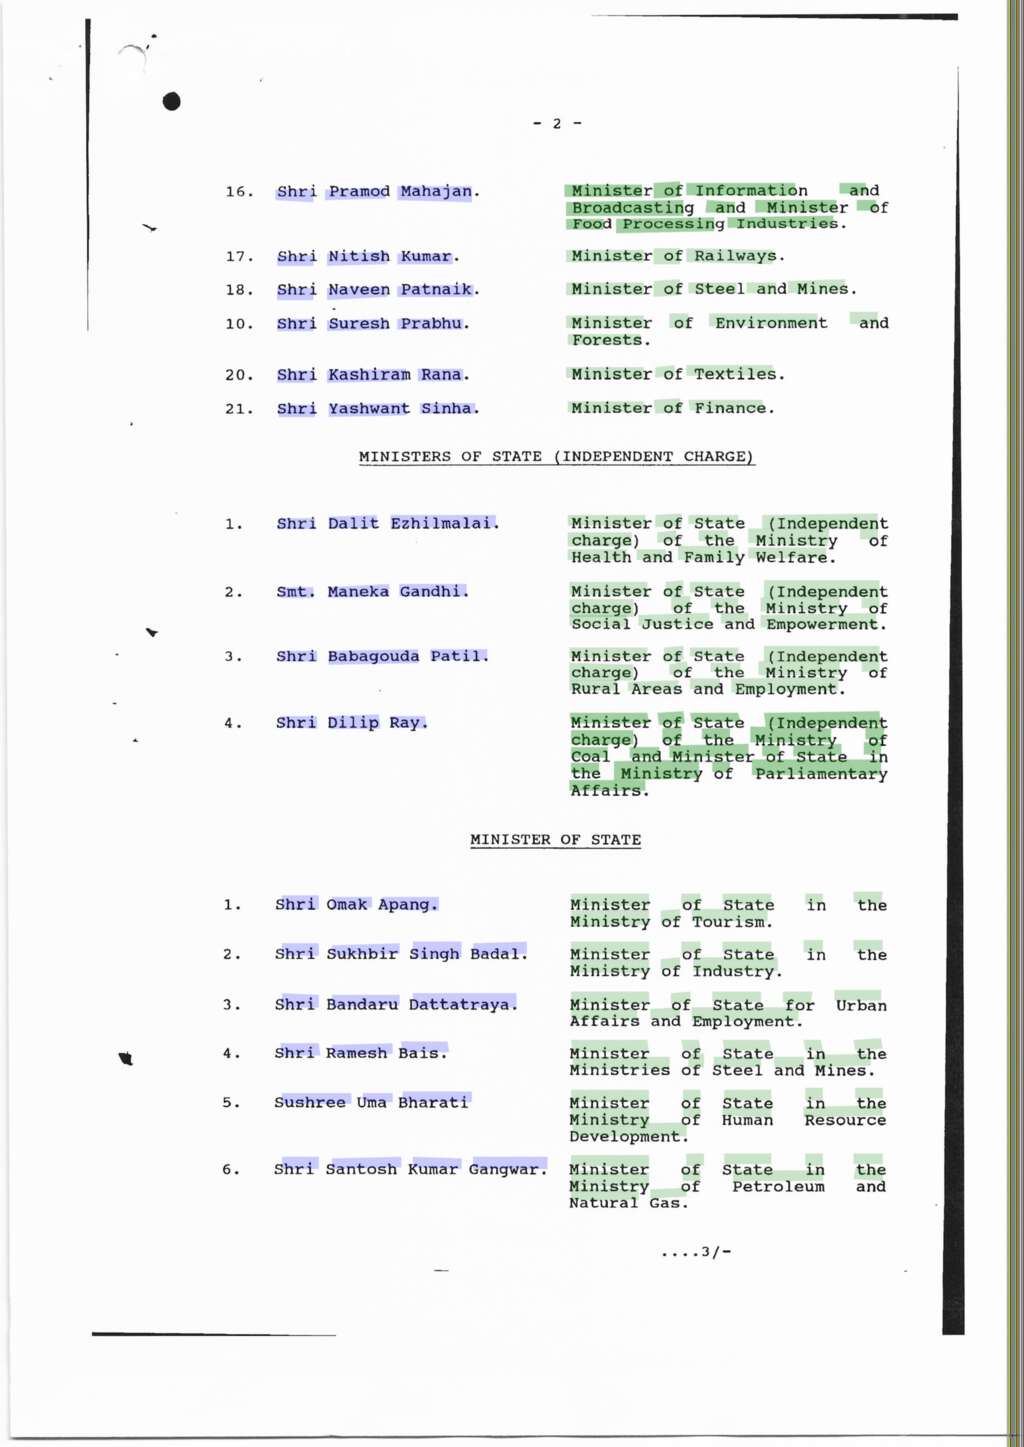 - 2 -
16. Shri Pramod Mahajan. Minister of Information and
Broadcasting and Minister of
Food Processing Industries.
17. Shri Nitish Kumar. Minister of Railways.
18. Shri Naveen Patnaik. Minister of Steel and Mines.
10. Shri Suresh Prabhu. Minister of Environment and
Forests.
20. Shri Kashiram Rana. Minister of Textiles.
21. Shri Yashwant Sinha. Minister of Finance.
MINISTERS OF STATE (INDEPENDENT CHARGE)
1. Shri Dalit Ezhilmalai. Minister of State (Independent
charge) of the Ministry of
Health and Family Welfare.
2. Smt. Maneka Gandhi. Minister of State (Independent
charge) of the Ministry of
Social Justice and Empowerment.
3. Shri Babagouda Patil. Minister of State (Independent
charge) of the Ministry of
Rural Areas and Employment.
4. Shri Dilip Ray. Minister of State (Independent
charge) of the Ministry of
Coal and Minister of State in
the Ministry of Parliamentary
Affairs.
MINISTER OF STATE
1. Shri Omak Apang. Minister of State in the
Ministry of Tourism.
2. Shri Sukhbir Singh Badal. Minister of State in the
Ministry of Industry.
3. Shri Bandaru Dattatraya. Minister of State for Urban
Affairs and Employment.
4. Shri Ramesh Bais. Minister of State in the
Ministries of Steel and Mines.
5. Sushree Uma Bharati Minister of State in the
Ministry of Human Resource
Development.
6. Shri Santosh Kumar Gangwar. Minister of State in the
Ministry of Petroleum and
Natural Gas.
....3/-